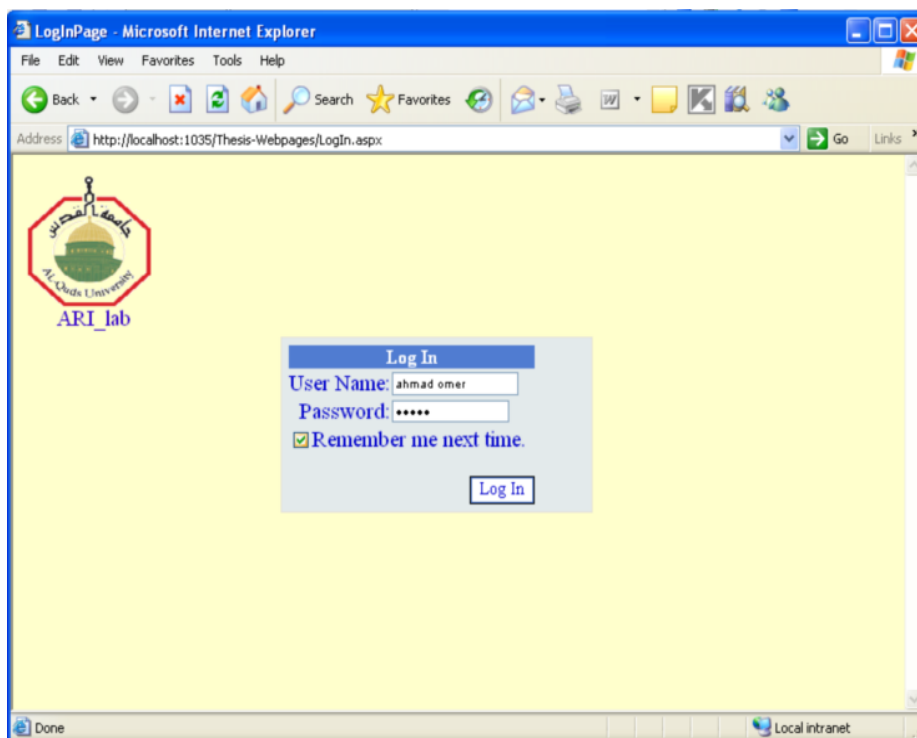 LogInPage - Microsoft Internet Explorer
File Edit View Favorites Tools Help
Back Search Favorites
Address http://localhost:1035/Thesis-Webpages/LogIn.aspx Go Links
جامعة القدس
AL-Quds University
ARI_lab
Log In
User Name: ahmad omer
Password: •••••
Remember me next time.
Log In
Done Local intranet